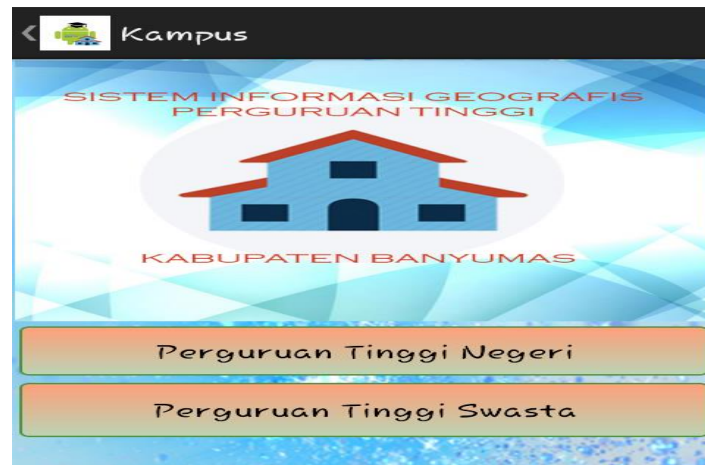 Kampus
SISTEM INFORMASI GEOGRAFIS
PERGURUAN TINGGI
KABUPATEN BANYUMAS
Perguruan Tinggi Negeri
Perguruan Tinggi Swasta